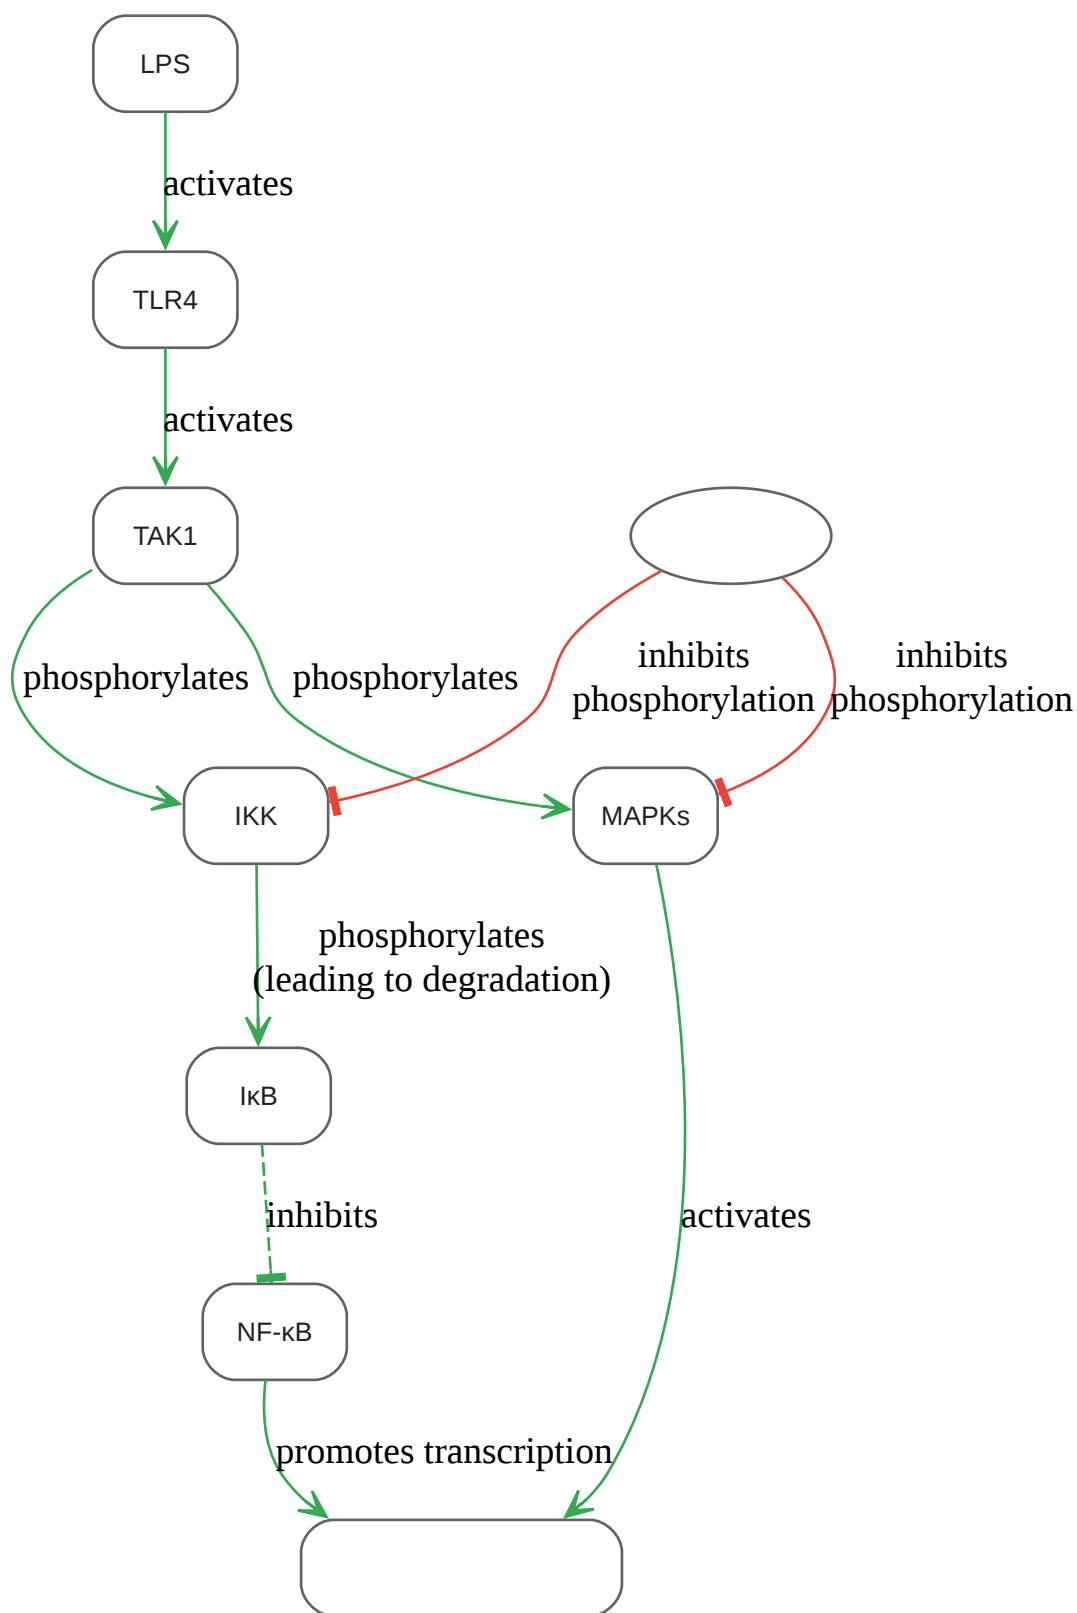 LPS
activates
TLR4
activates
TAK1
phosphorylates
phosphorylates
inhibits
phosphorylation
inhibits
phosphorylation
IKK
MAPKs
phosphorylates
(leading to degradation)
IκB
inhibits
activates
NF-κB
promotes transcription